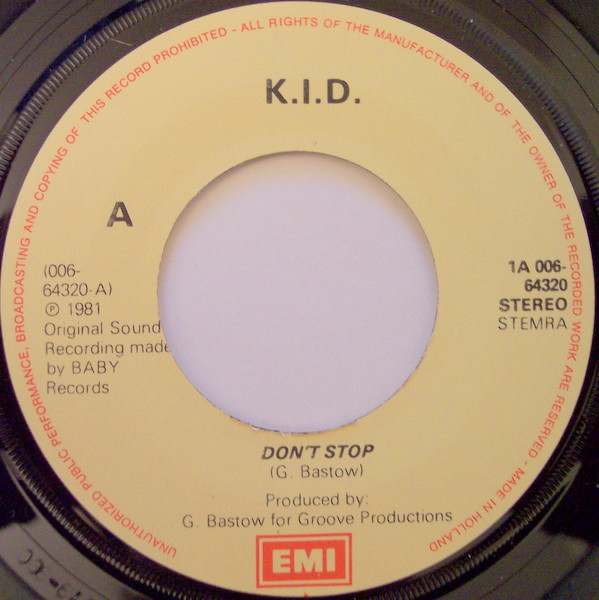 UNAUTHORIZED PUBLIC PERFORMANCE, BROADCASTING AND COPYING OF THIS RECORD PROHIBITED - ALL RIGHTS OF THE MANUFACTURER AND OF THE OWNER OF THE RECORDED WORK ARE RESERVED - MADE IN HOLLAND
K.I.D.
A
(006-
64320-A)
℗ 1981
Original Sound
Recording made
by BABY
Records
1A 006-
64320
STEREO
STEMRA
DON'T STOP
(G. Bastow)
Produced by:
G. Bastow for Groove Productions
EMI